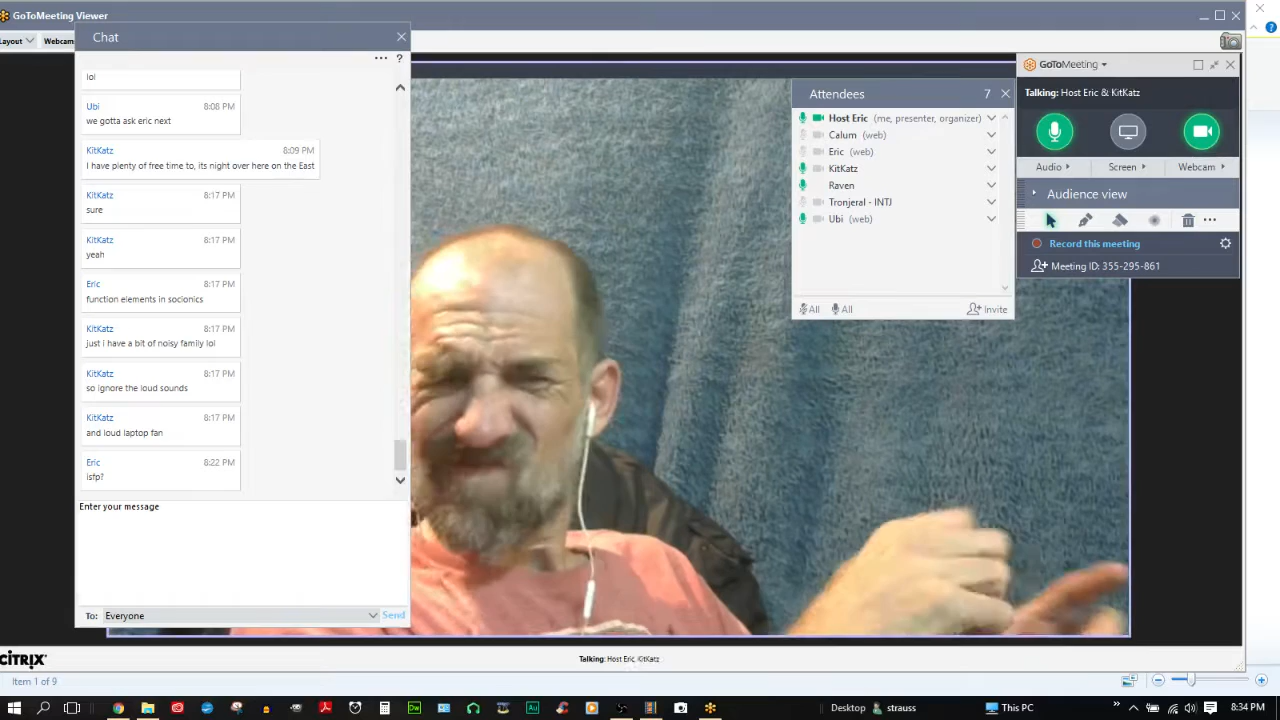 GoToMeeting Viewer
Layout
Webcam
Chat
?
lol
Ubi 8:08 PM
we gotta ask eric next
KitKatz 8:09 PM
I have plenty of free time to, its night over here on the East
KitKatz 8:17 PM
sure
KitKatz 8:17 PM
yeah
Eric 8:17 PM
function elements in socionics
KitKatz 8:17 PM
just i have a bit of noisy family lol
KitKatz 8:17 PM
so ignore the loud sounds
KitKatz 8:17 PM
and loud laptop fan
Eric 8:22 PM
isfp?
Enter your message
To: Everyone Send
Attendees 7
Host Eric (me, presenter, organizer)
Calum (web)
Eric (web)
KitKatz
Raven
Tronjeral - INTJ
Ubi (web)
All All Invite
GoToMeeting
Talking: Host Eric & KitKatz
Audio Screen Webcam
Audience view
Record this meeting
Meeting ID: 355-295-861
CITRIX
Talking: Host Eric, KitKatz
Item 1 of 9
Dw Au
Desktop strauss This PC 8:34 PM